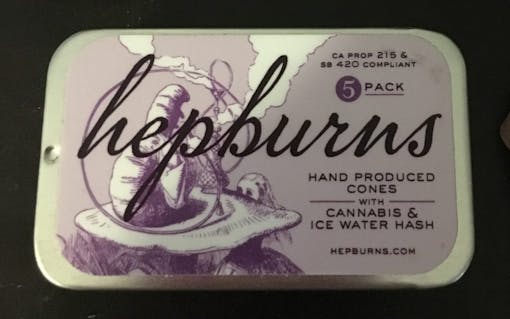 CA PROP 215 &
SB 420 COMPLIANT
5 PACK
hepburns
HAND PRODUCED
CONES
WITH
CANNABIS &
ICE WATER HASH
HEPBURNS.COM